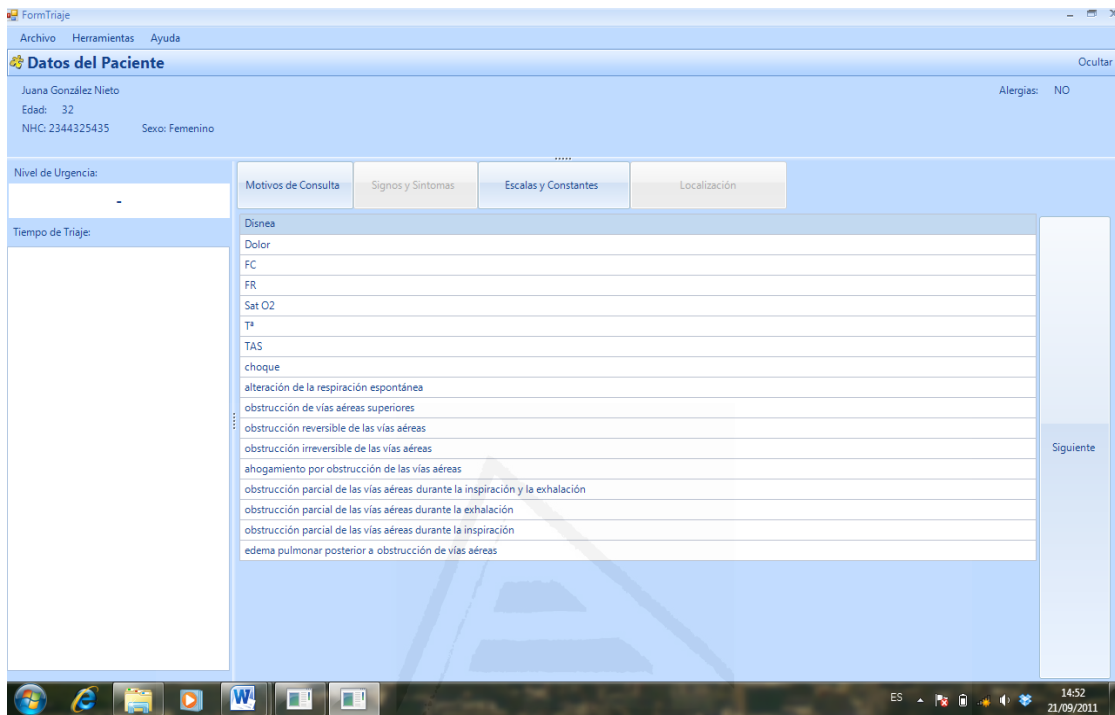 FormTriaje
Archivo Herramientas Ayuda
Datos del Paciente Ocultar
Juana González Nieto Alergias: NO
Edad: 32
NHC: 2344325435 Sexo: Femenino
Nivel de Urgencia:
-
Tiempo de Triaje:
Motivos de Consulta Signos y Sintomas Escalas y Constantes Localización
Disnea
Dolor
FC
FR
Sat O2
Tª
TAS
choque
alteración de la respiración espontánea
obstrucción de vías aéreas superiores
obstrucción reversible de las vías aéreas
obstrucción irreversible de las vías aéreas
ahogamiento por obstrucción de las vías aéreas
obstrucción parcial de las vías aéreas durante la inspiración y la exhalación
obstrucción parcial de las vías aéreas durante la exhalación
obstrucción parcial de las vías aéreas durante la inspiración
edema pulmonar posterior a obstrucción de vías aéreas
Siguiente
ES 14:52
21/09/2011